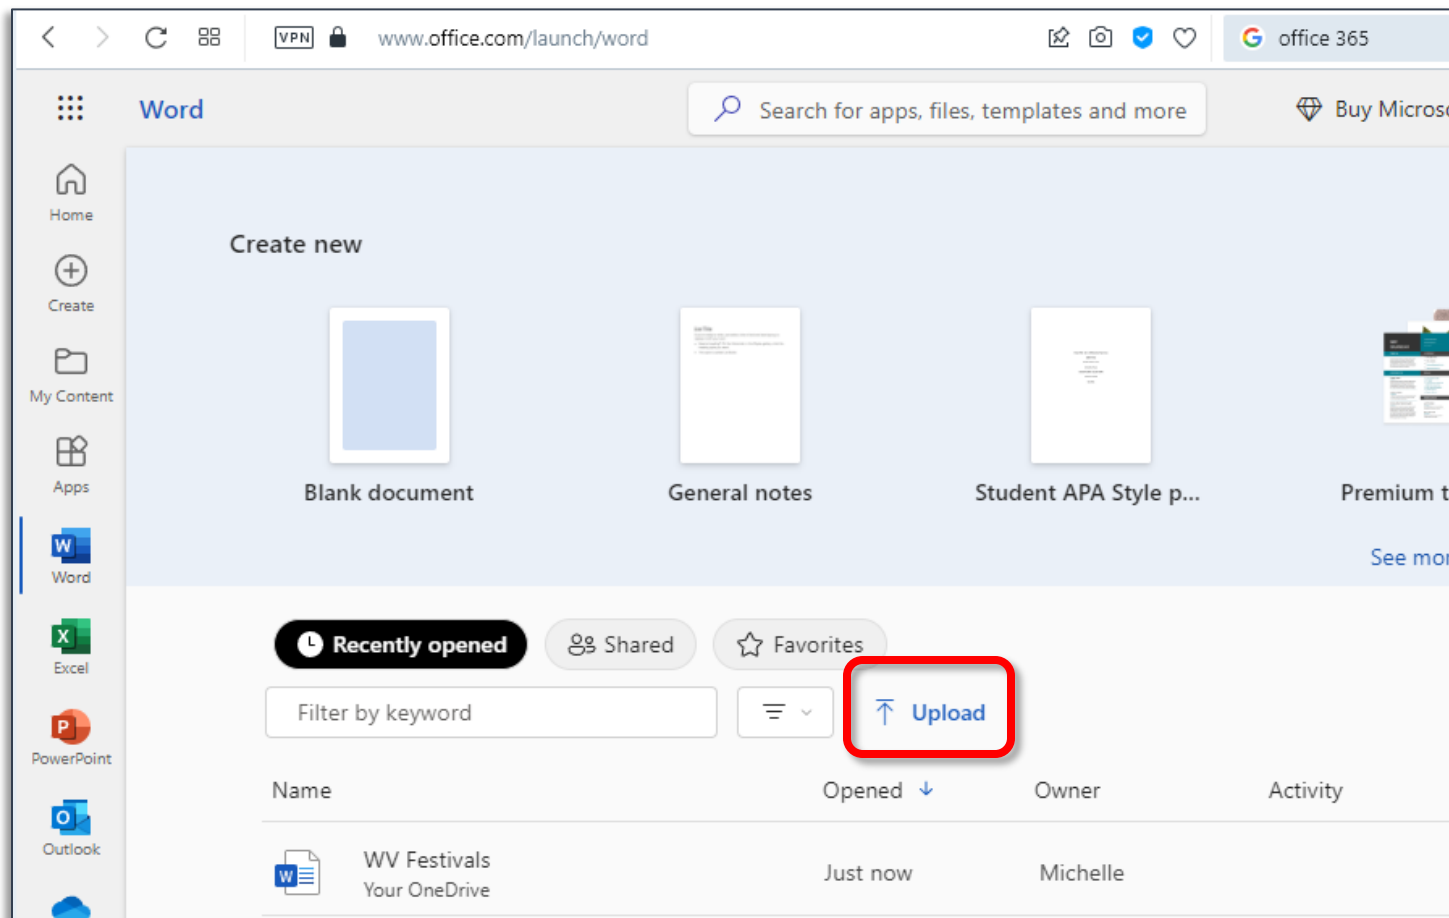 VPN
www.office.com/launch/word
office 365
Word
Search for apps, files, templates and more
Buy Microso
Home
Create
My Content
Apps
Word
Excel
PowerPoint
Outlook
Create new
Blank document
General notes
Student APA Style p...
Premium t
See mor
Recently opened
Shared
Favorites
Filter by keyword
Upload
Name
Opened
Owner
Activity
WV Festivals
Your OneDrive
Just now
Michelle